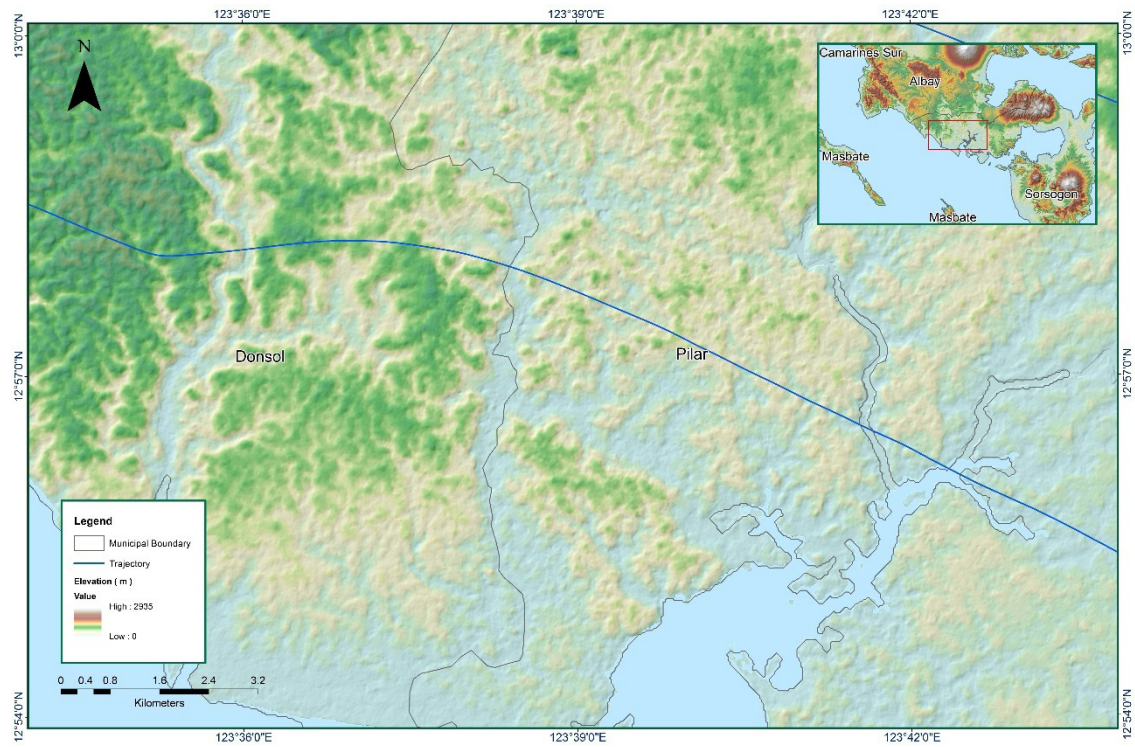 123°36'0"E
123°39'0"E
123°42'0"E
13°0'0"N
13°0'0"N
N
Camarines Sur
Albay
Masbate
Sorsogon
Masbate
Donsol
Pilar
12°57'0"N
12°57'0"N
Legend
Municipal Boundary
Trajectory
Elevation ( m )
Value
High : 2935
Low : 0
0 0.4 0.8 1.6 2.4 3.2
Kilometers
12°54'0"N
12°54'0"N
123°36'0"E
123°39'0"E
123°42'0"E